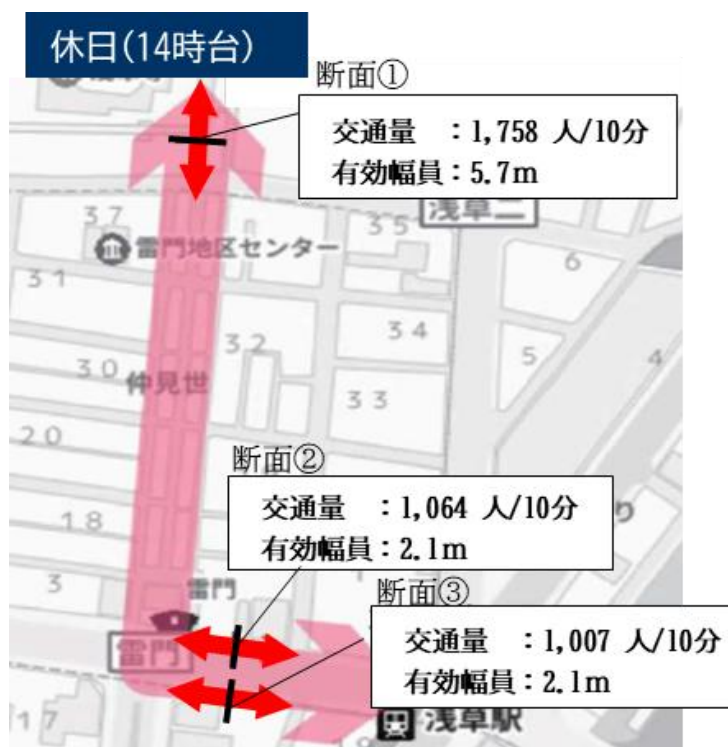 休日(14時台)
断面①
交通量 :1,758 人/10分
有効幅員:5.7m
浅草二
37
35
雷門地区センター
6
31
34
32
5
4
30
仲見世
33
20
断面②
交通量 :1,064 人/10分
有効幅員:2.1m
り
18
3
雷門
断面③
交通量 :1,007 人/10分
有効幅員:2.1m
雷門
浅草駅
17